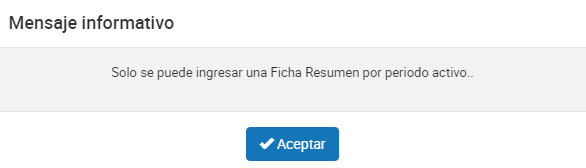 Mensaje informativo
Solo se puede ingresar una Ficha Resumen por periodo activo..
Aceptar